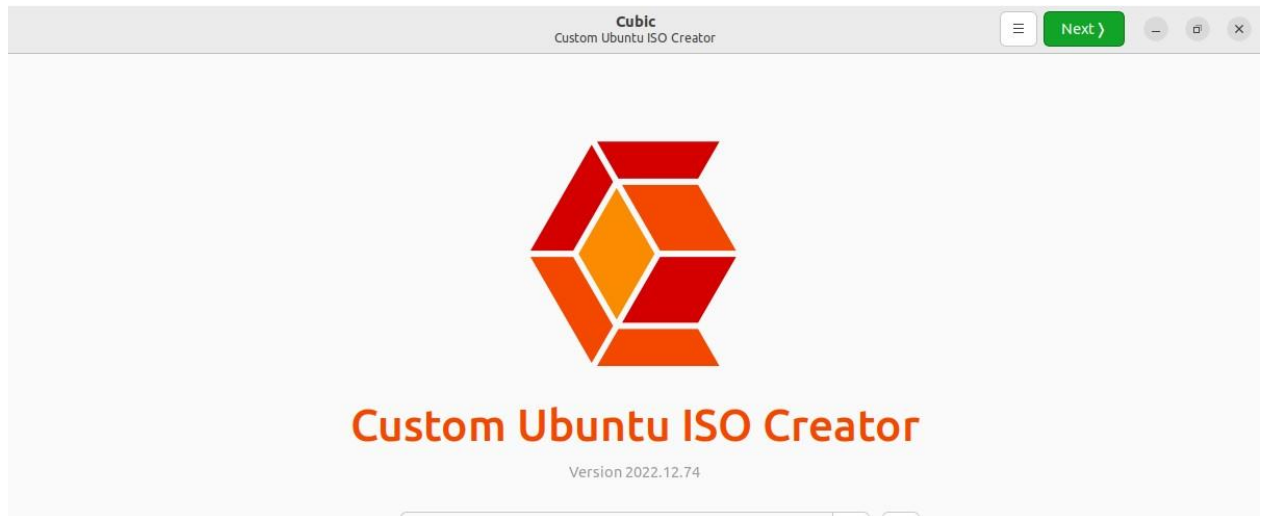 Cubic
Custom Ubuntu ISO Creator
Next ❭
Custom Ubuntu ISO Creator
Version 2022.12.74